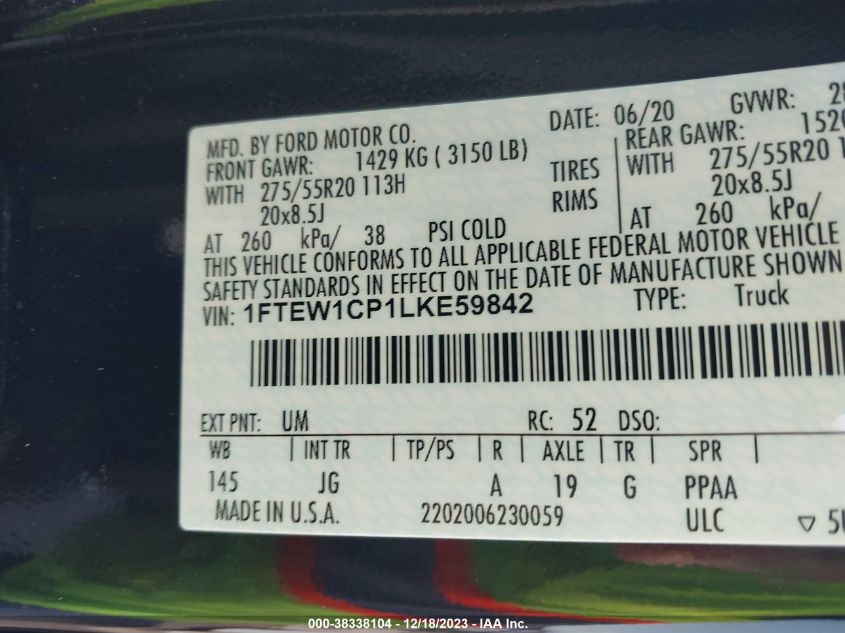 MFD. BY FORD MOTOR CO. DATE: 06/20 GVWR: 28
FRONT GAWR: 1429 KG ( 3150 LB) REAR GAWR: 1520
WITH 275/55R20 113H TIRES WITH 275/55R20 1
20x8.5J RIMS 20x8.5J
AT 260 kPa/ 38 PSI COLD AT 260 kPa/
THIS VEHICLE CONFORMS TO ALL APPLICABLE FEDERAL MOTOR VEHICLE
SAFETY STANDARDS IN EFFECT ON THE DATE OF MANUFACTURE SHOWN
VIN: 1FTEW1CP1LKE59842 TYPE: Truck
EXT PNT: UM RC: 52 DSO:
WB INT TR TP/PS R AXLE TR SPR
145 JG A 19 G PPAA
MADE IN U.S.A. 2202006230059 ULC ▽ 5U
000-38338104 - 12/18/2023 - IAA Inc.